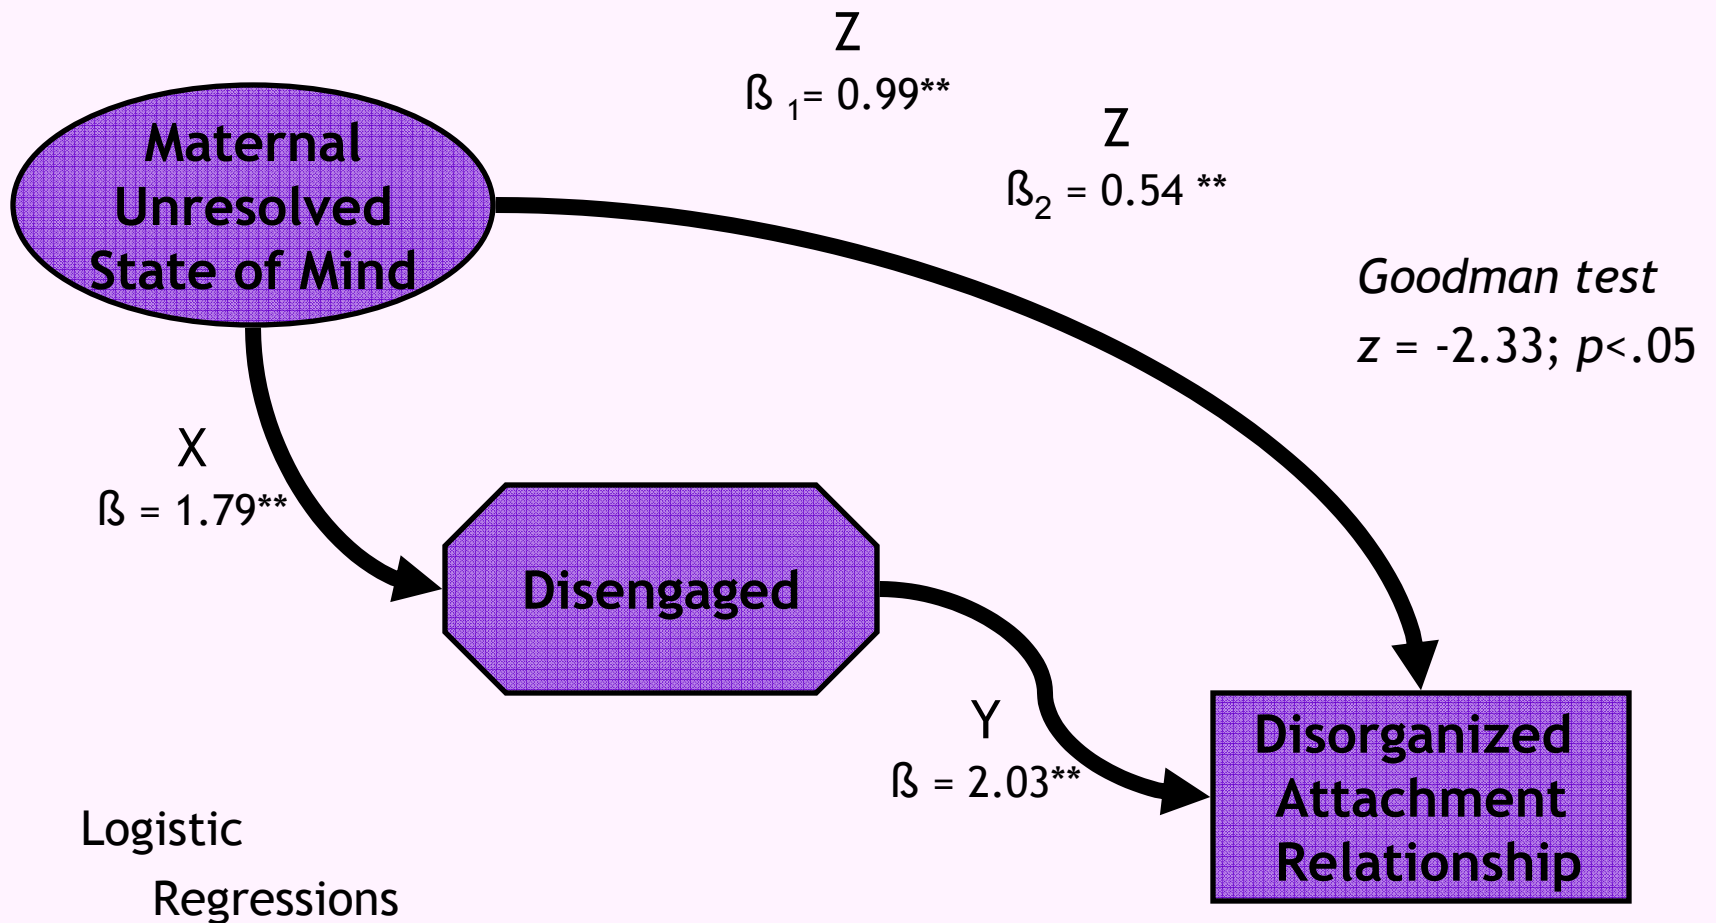 Z
ß 1= 0.99**
Z
ß2 = 0.54 **
Maternal
Unresolved
State of Mind
Goodman test
z = -2.33; p<.05
X
ß = 1.79**
Disengaged
Y
ß = 2.03**
Disorganized
Attachment
Relationship
Logistic
Regressions